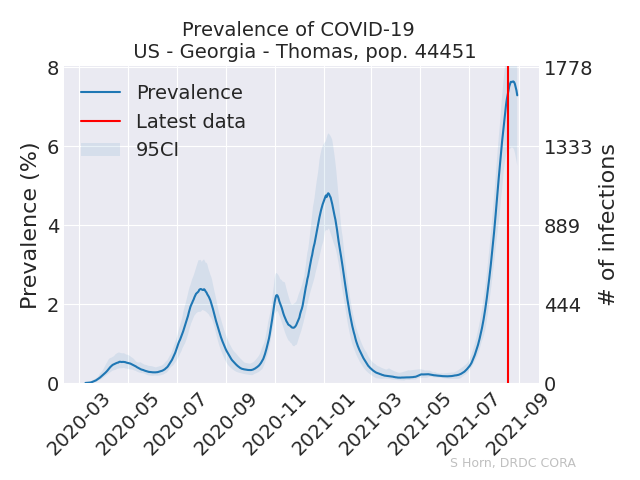 Prevalence of COVID-19
US - Georgia - Thomas, pop. 44451
Prevalence
Latest data
95CI
Prevalence (%)
8
6
4
2
0
1778
1333
889
444
0
# of infections
2020-03
2020-05
2020-07
2020-09
2020-11
2021-01
2021-03
2021-05
2021-07
2021-09
S Horn, DRDC CORA